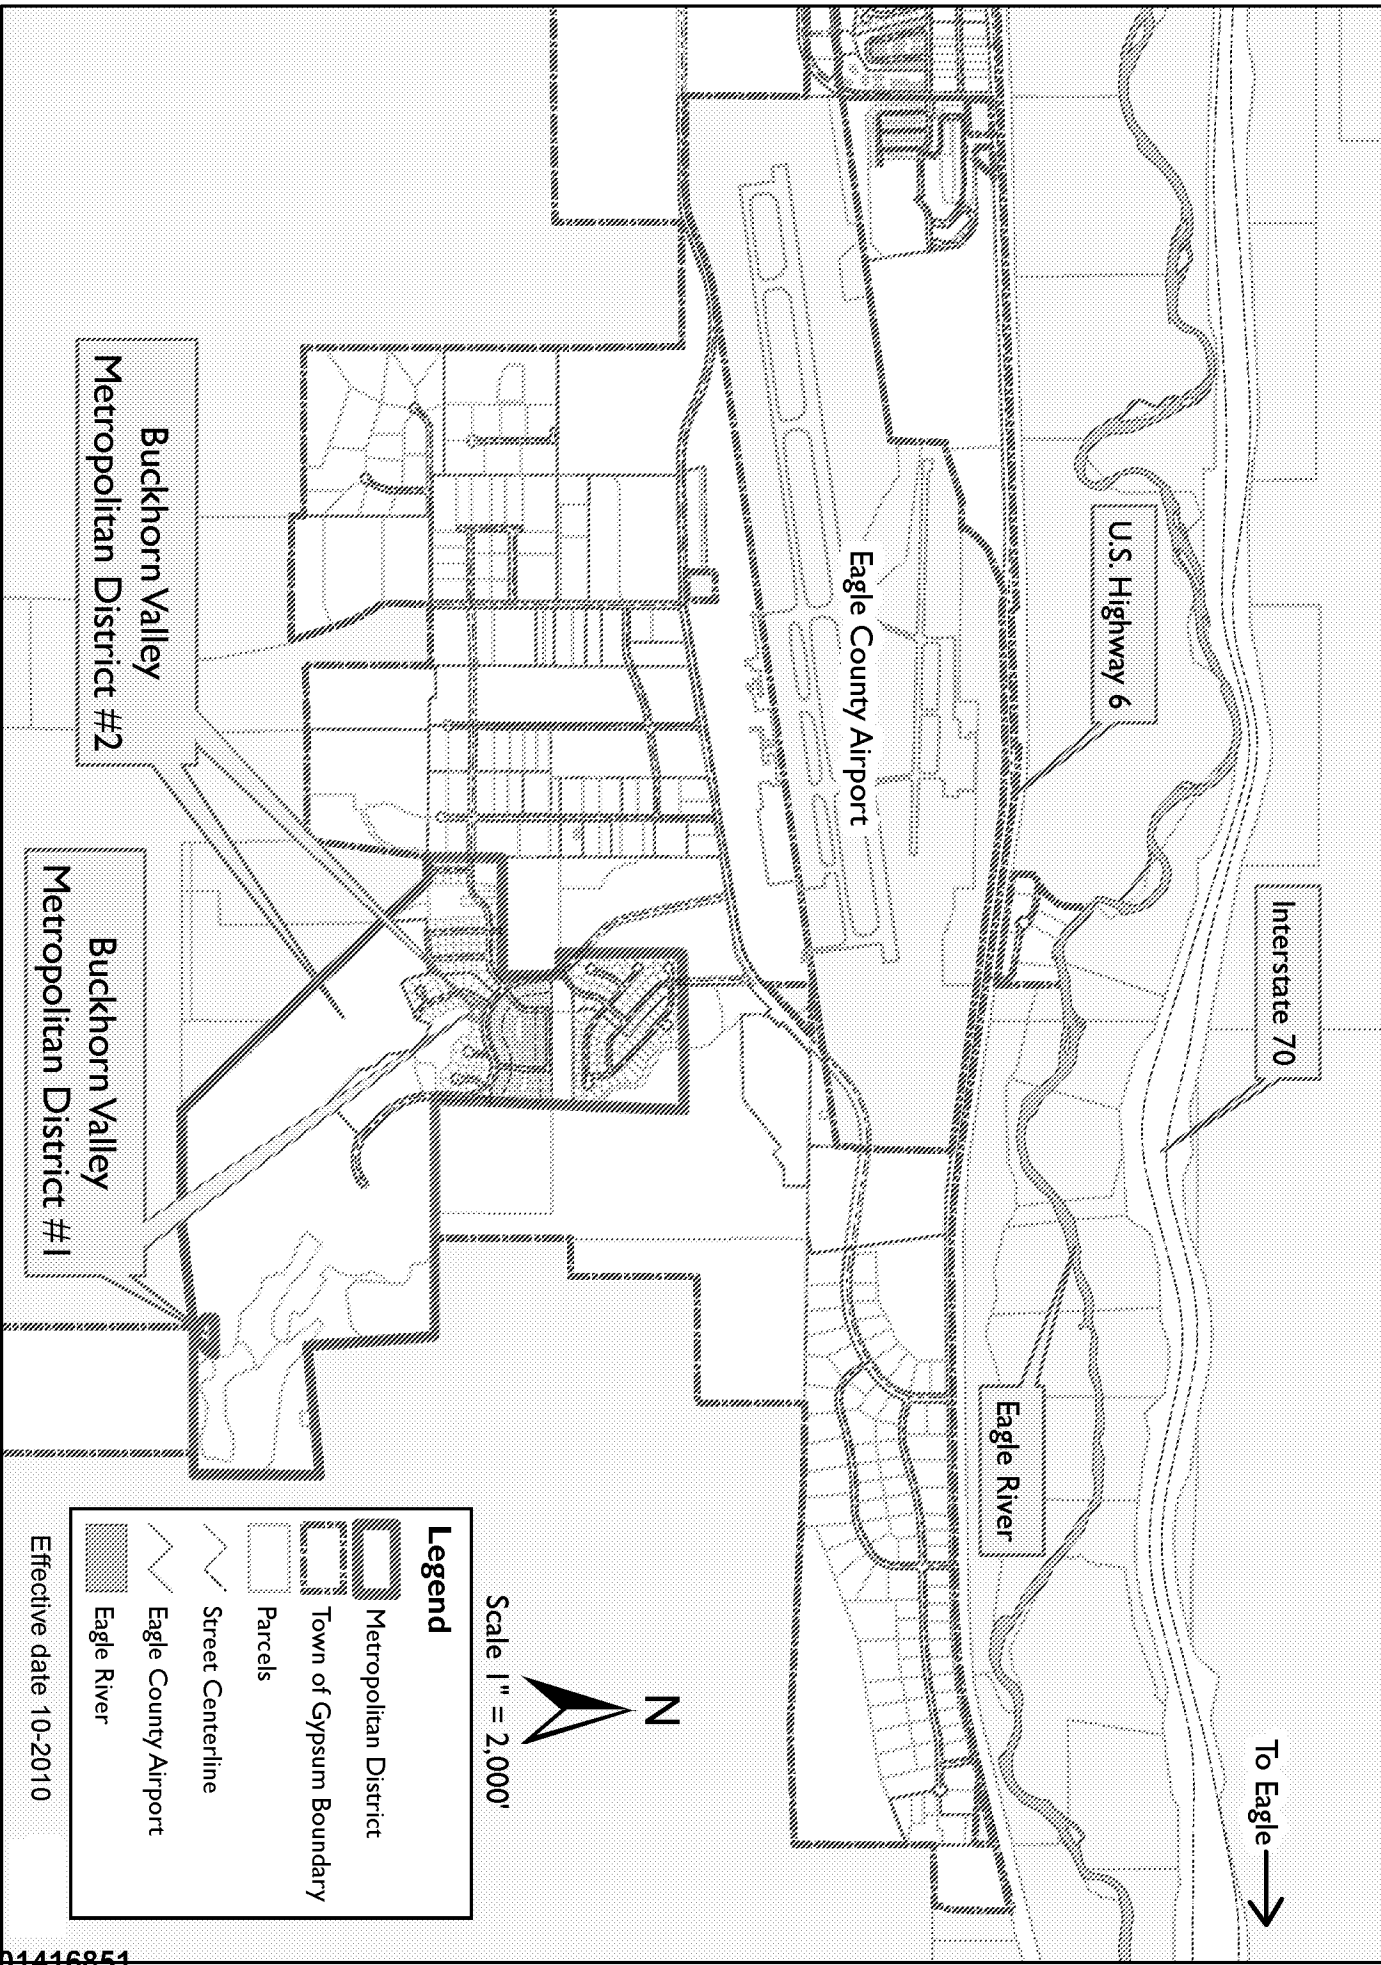 To Eagle
Interstate 70
U.S. Highway 6
Eagle River
Eagle County Airport
N
Scale 1" = 2,000'
Legend
Metropolitan District
Town of Gypsum Boundary
Parcels
Street Centerline
Eagle County Airport
Eagle River
Buckhorn Valley
Metropolitan District #2
Buckhorn Valley
Metropolitan District #1
Effective date 10-2010
01416851